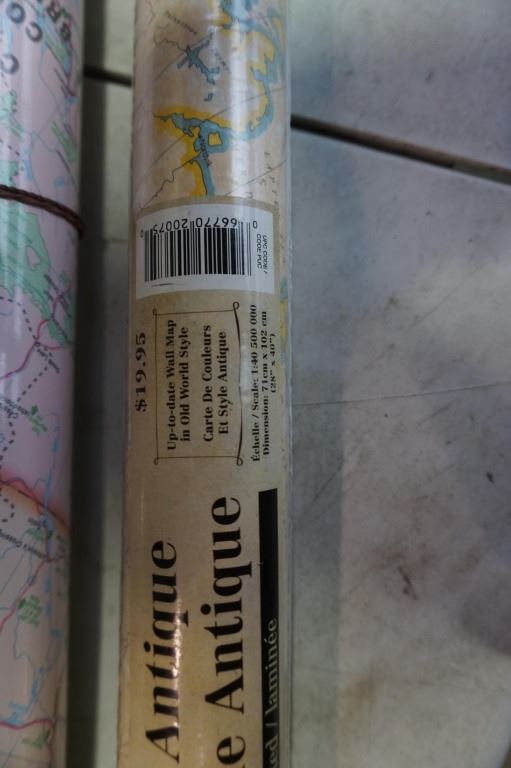 Antique
e Antique
ed / laminée
$19.95
Up-to-date Wall Map
in Old World Style
Carte De Couleurs
Et Style Antique
Échelle / Scale: 1:40 500 000
Dimension: 71cm x 102 cm
(28" x 40")
UPC CODE /
CODE PUC
0 66770 20075